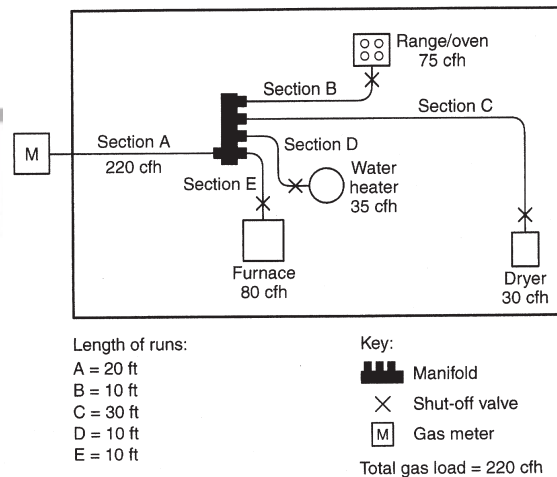 Range/oven
75 cfh
Section B
Section C
Section A
220 cfh
M
Section D
Section E
Water
heater
35 cfh
Furnace
80 cfh
Dryer
30 cfh
Length of runs:
A = 20 ft
B = 10 ft
C = 30 ft
D = 10 ft
E = 10 ft
Key:
Manifold
Shut-off valve
M Gas meter
Total gas load = 220 cfh